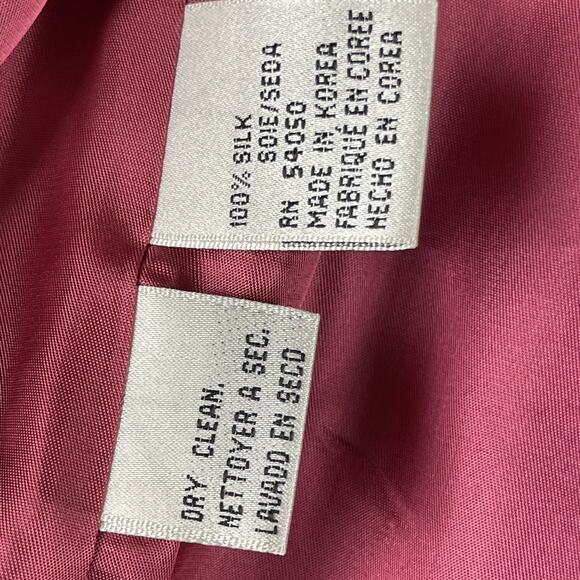 100% SILK
SOIE/SEDA
RN 54050
MADE IN KOREA
FABRIQUÉ EN COREE
HECHO EN COREA
DRY CLEAN.
NETTOYER A SEC.
LAVADO EN SECO